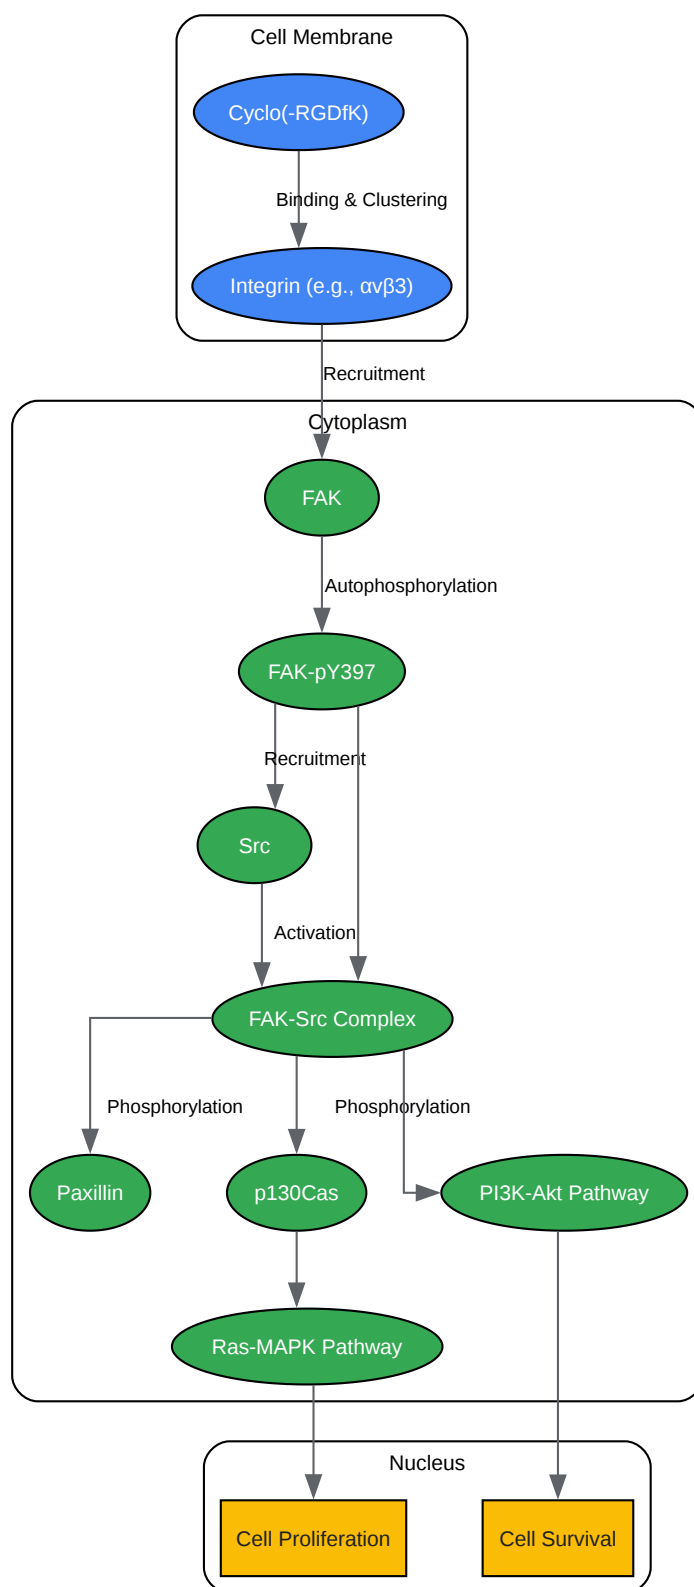 Cell Membrane
Cyclo(-RGDfK)
Binding & Clustering
Integrin (e.g., αvβ3)
Recruitment
Cytoplasm
FAK
Autophosphorylation
FAK-pY397
Recruitment
Src
Activation
FAK-Src Complex
Phosphorylation
Phosphorylation
Paxillin
p130Cas
PI3K-Akt Pathway
Ras-MAPK Pathway
Nucleus
Cell Proliferation
Cell Survival